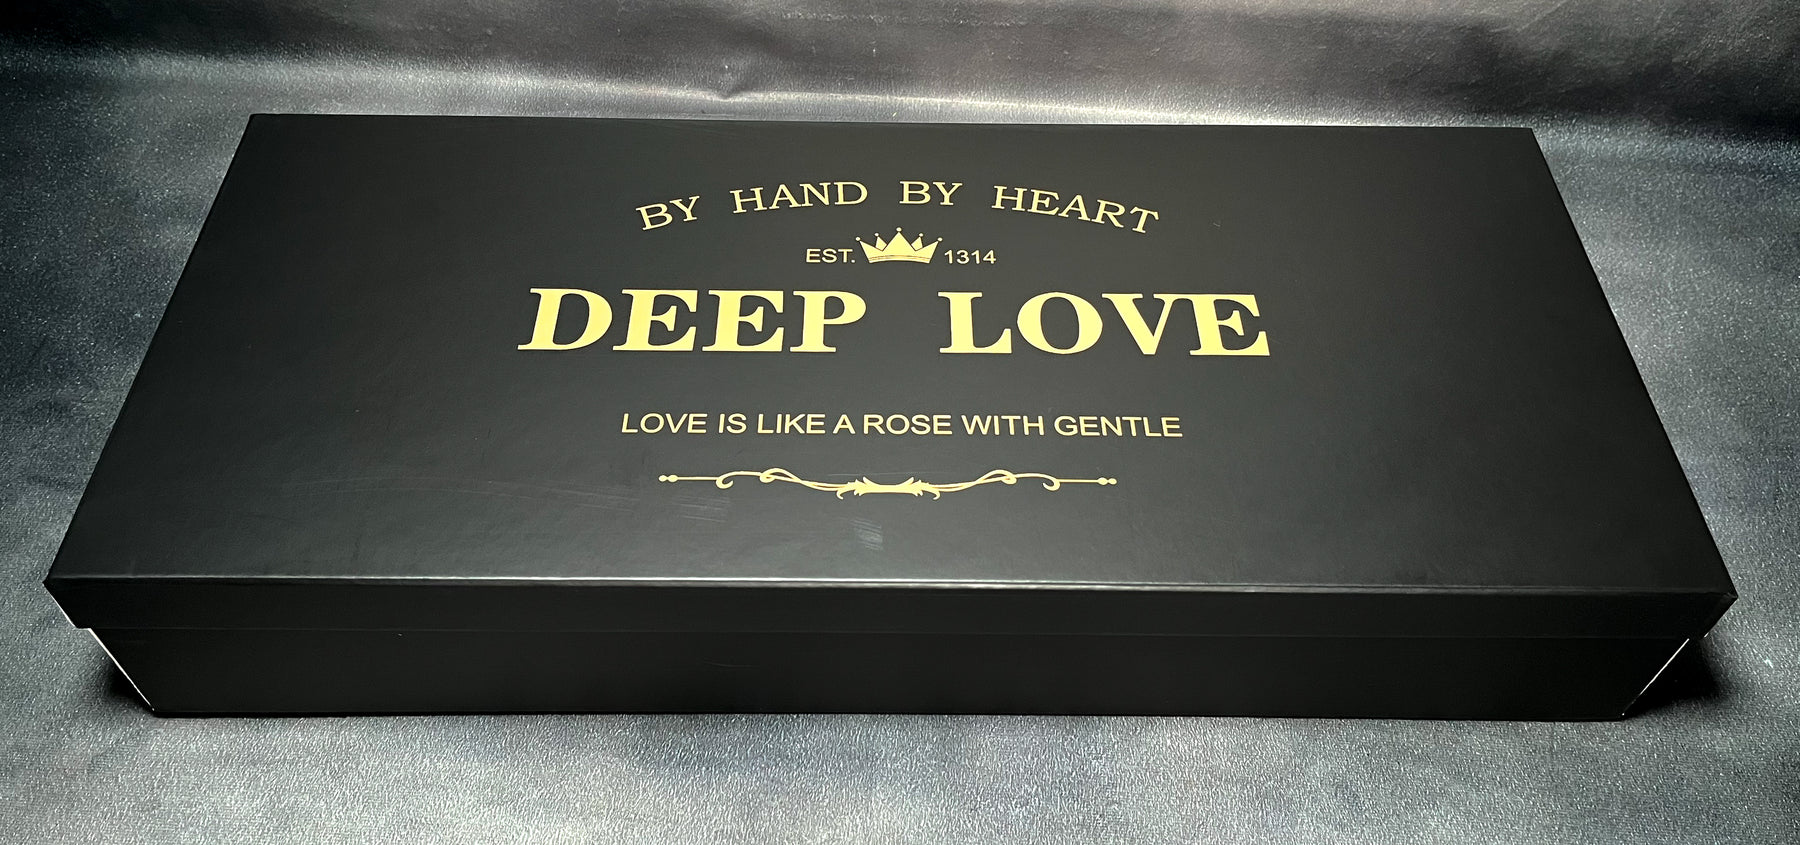 BY HAND BY HEART
EST. 1314
DEEP LOVE
LOVE IS LIKE A ROSE WITH GENTLE